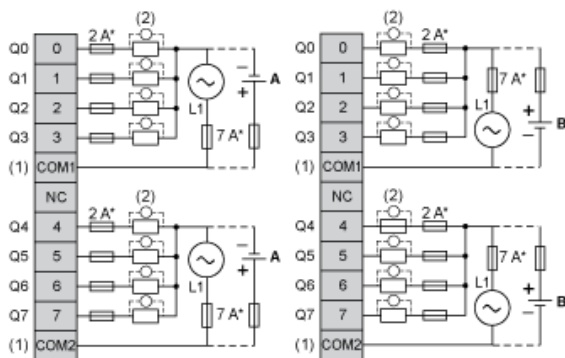 (2)
Q0 0 2 A*
Q1 1
Q2 2
Q3 3
(1) COM1
L1 7 A*
− + A
NC
(2)
Q4 4 2 A*
Q5 5
Q6 6
Q7 7
(1) COM2
L1 7 A*
− + A
(2)
Q0 0 2 A*
Q1 1
Q2 2
Q3 3
(1) COM1
7 A*
L1
+ − B
NC
(2)
Q4 4 2 A*
Q5 5
Q6 6
Q7 7
(1) COM2
7 A*
L1
+ − B